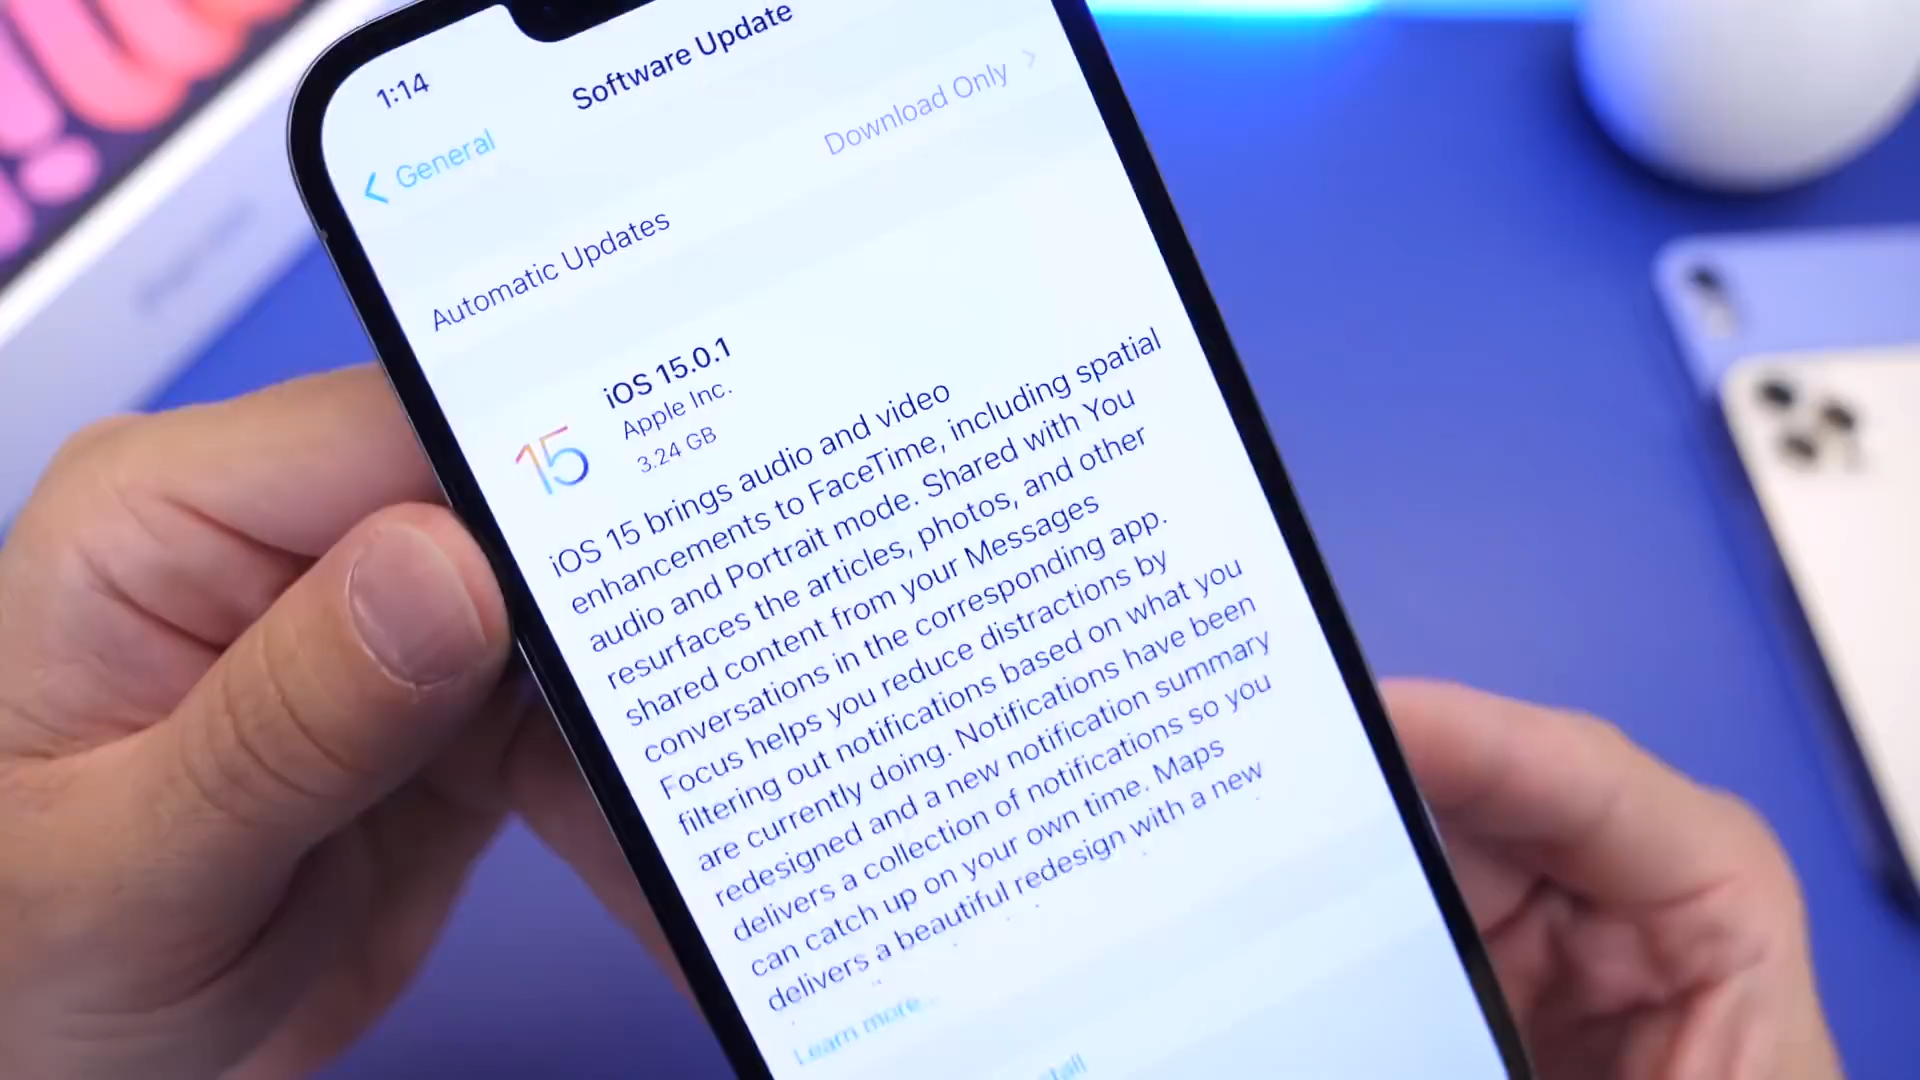 1:14
Software Update
General
Automatic Updates
Download Only
15
iOS 15.0.1
Apple Inc.
3.24 GB
iOS 15 brings audio and video
enhancements to FaceTime, including spatial
audio and Portrait mode. Shared with You
resurfaces the articles, photos, and other
shared content from your Messages
conversations in the corresponding app.
Focus helps you reduce distractions by
filtering out notifications based on what you
are currently doing. Notifications have been
redesigned and a new notification summary
delivers a collection of notifications so you
can catch up on your own time. Maps
delivers a beautiful redesign with a new
Learn more...